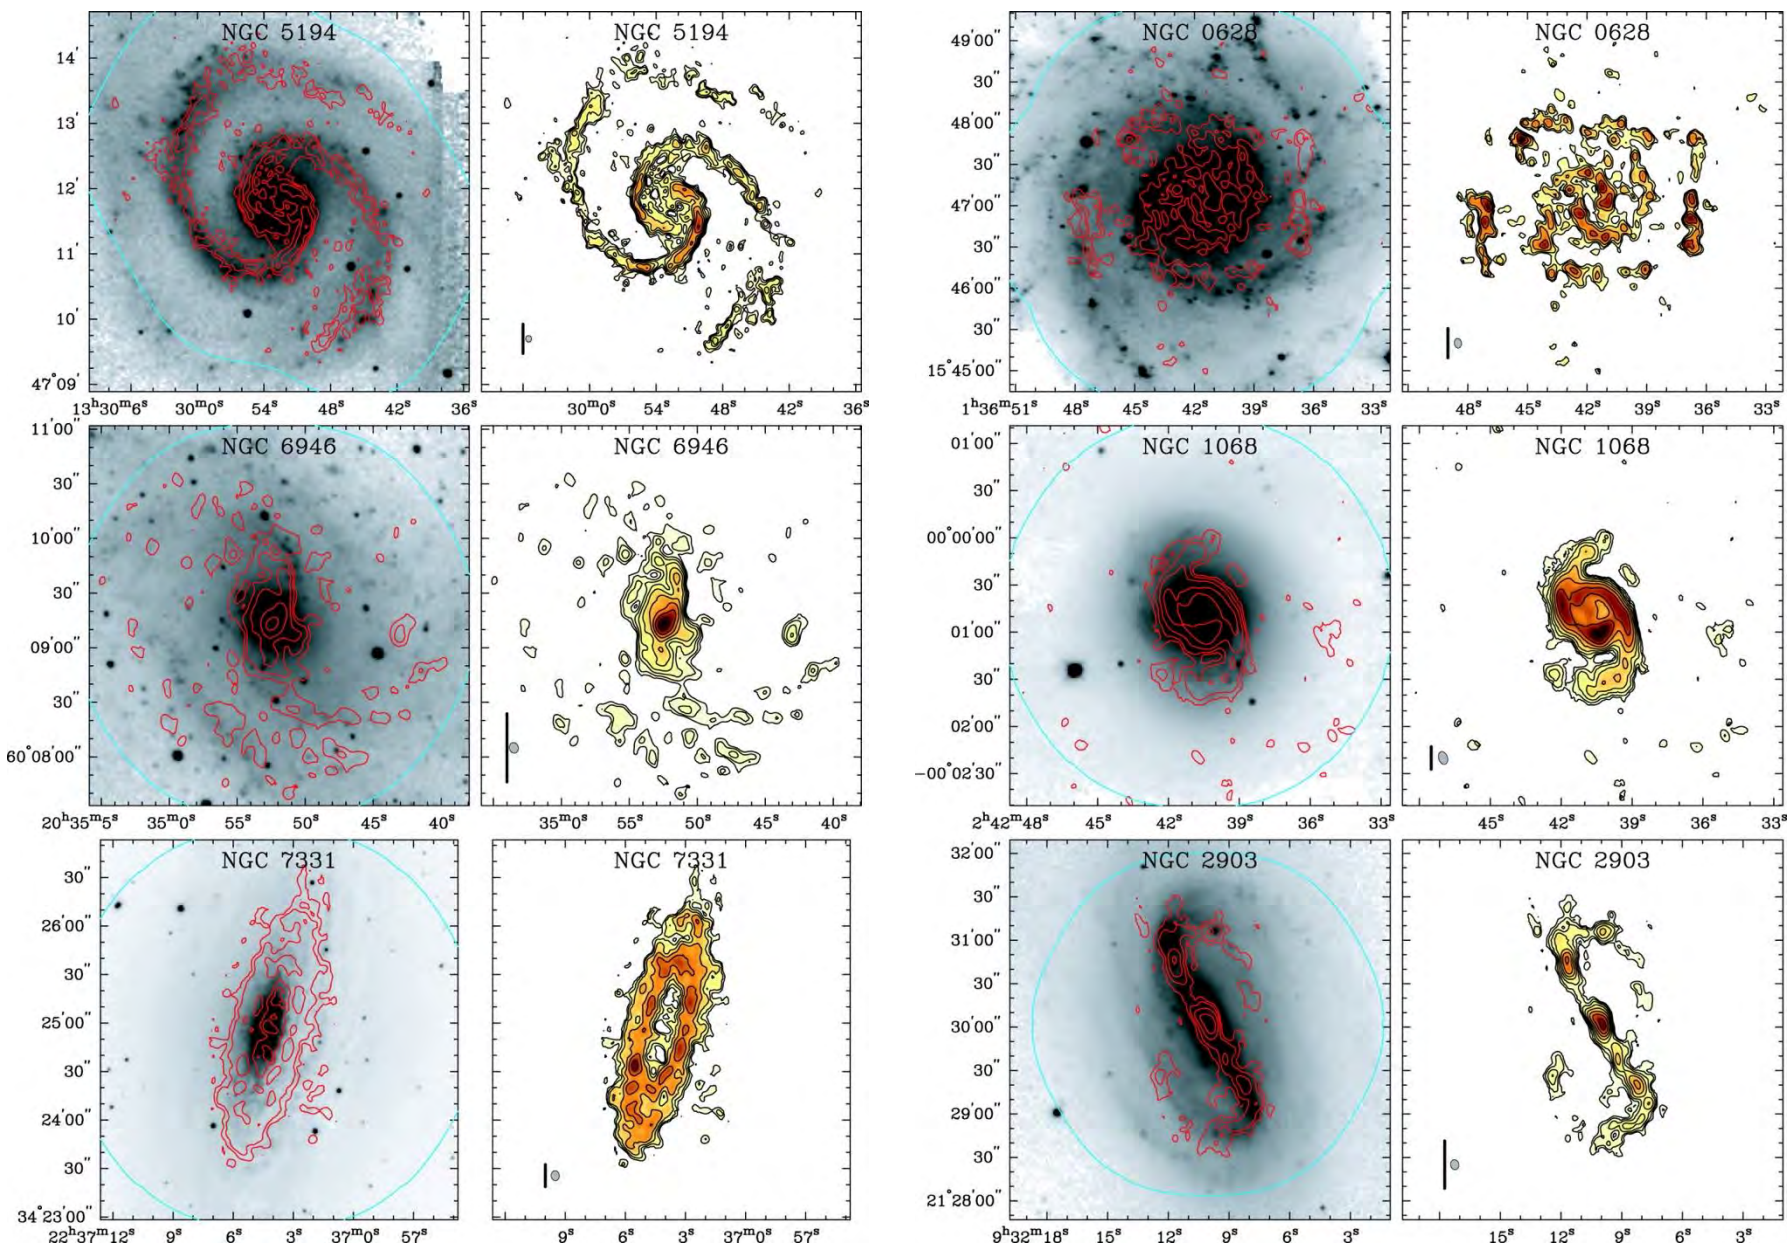 NGC 5194
NGC 5194
14′
13′
12′
11′
10′
47°09′
13ʰ30ᵐ6ˢ 30ᵐ0ˢ 54ˢ 48ˢ 42ˢ 36ˢ
30ᵐ0ˢ 54ˢ 48ˢ 42ˢ 36ˢ
NGC 0628
NGC 0628
49′00″
30″
48′00″
30″
47′00″
30″
46′00″
30″
15°45′00″
1ʰ36ᵐ51ˢ 48ˢ 45ˢ 42ˢ 39ˢ 36ˢ 33ˢ
48ˢ 45ˢ 42ˢ 39ˢ 36ˢ 33ˢ
NGC 6946
NGC 6946
11′00″
30″
10′00″
30″
09′00″
30″
60°08′00″
20ʰ35ᵐ5ˢ 35ᵐ0ˢ 55ˢ 50ˢ 45ˢ 40ˢ
35ᵐ0ˢ 55ˢ 50ˢ 45ˢ 40ˢ
NGC 1068
NGC 1068
01′00″
30″
00°00′00″
30″
01′00″
30″
02′00″
−00°02′30″
2ʰ42ᵐ48ˢ 45ˢ 42ˢ 39ˢ 36ˢ 33ˢ
45ˢ 42ˢ 39ˢ 36ˢ 33ˢ
NGC 7331
NGC 7331
30″
26′00″
30″
25′00″
30″
24′00″
30″
34°23′00″
22ʰ37ᵐ12ˢ 9ˢ 6ˢ 3ˢ 37ᵐ0ˢ 57ˢ
9ˢ 6ˢ 3ˢ 37ᵐ0ˢ 57ˢ
NGC 2903
NGC 2903
32′00″
30″
31′00″
30″
30′00″
30″
29′00″
30″
21°28′00″
9ʰ32ᵐ18ˢ 15ˢ 12ˢ 9ˢ 6ˢ 3ˢ
15ˢ 12ˢ 9ˢ 6ˢ 3ˢ